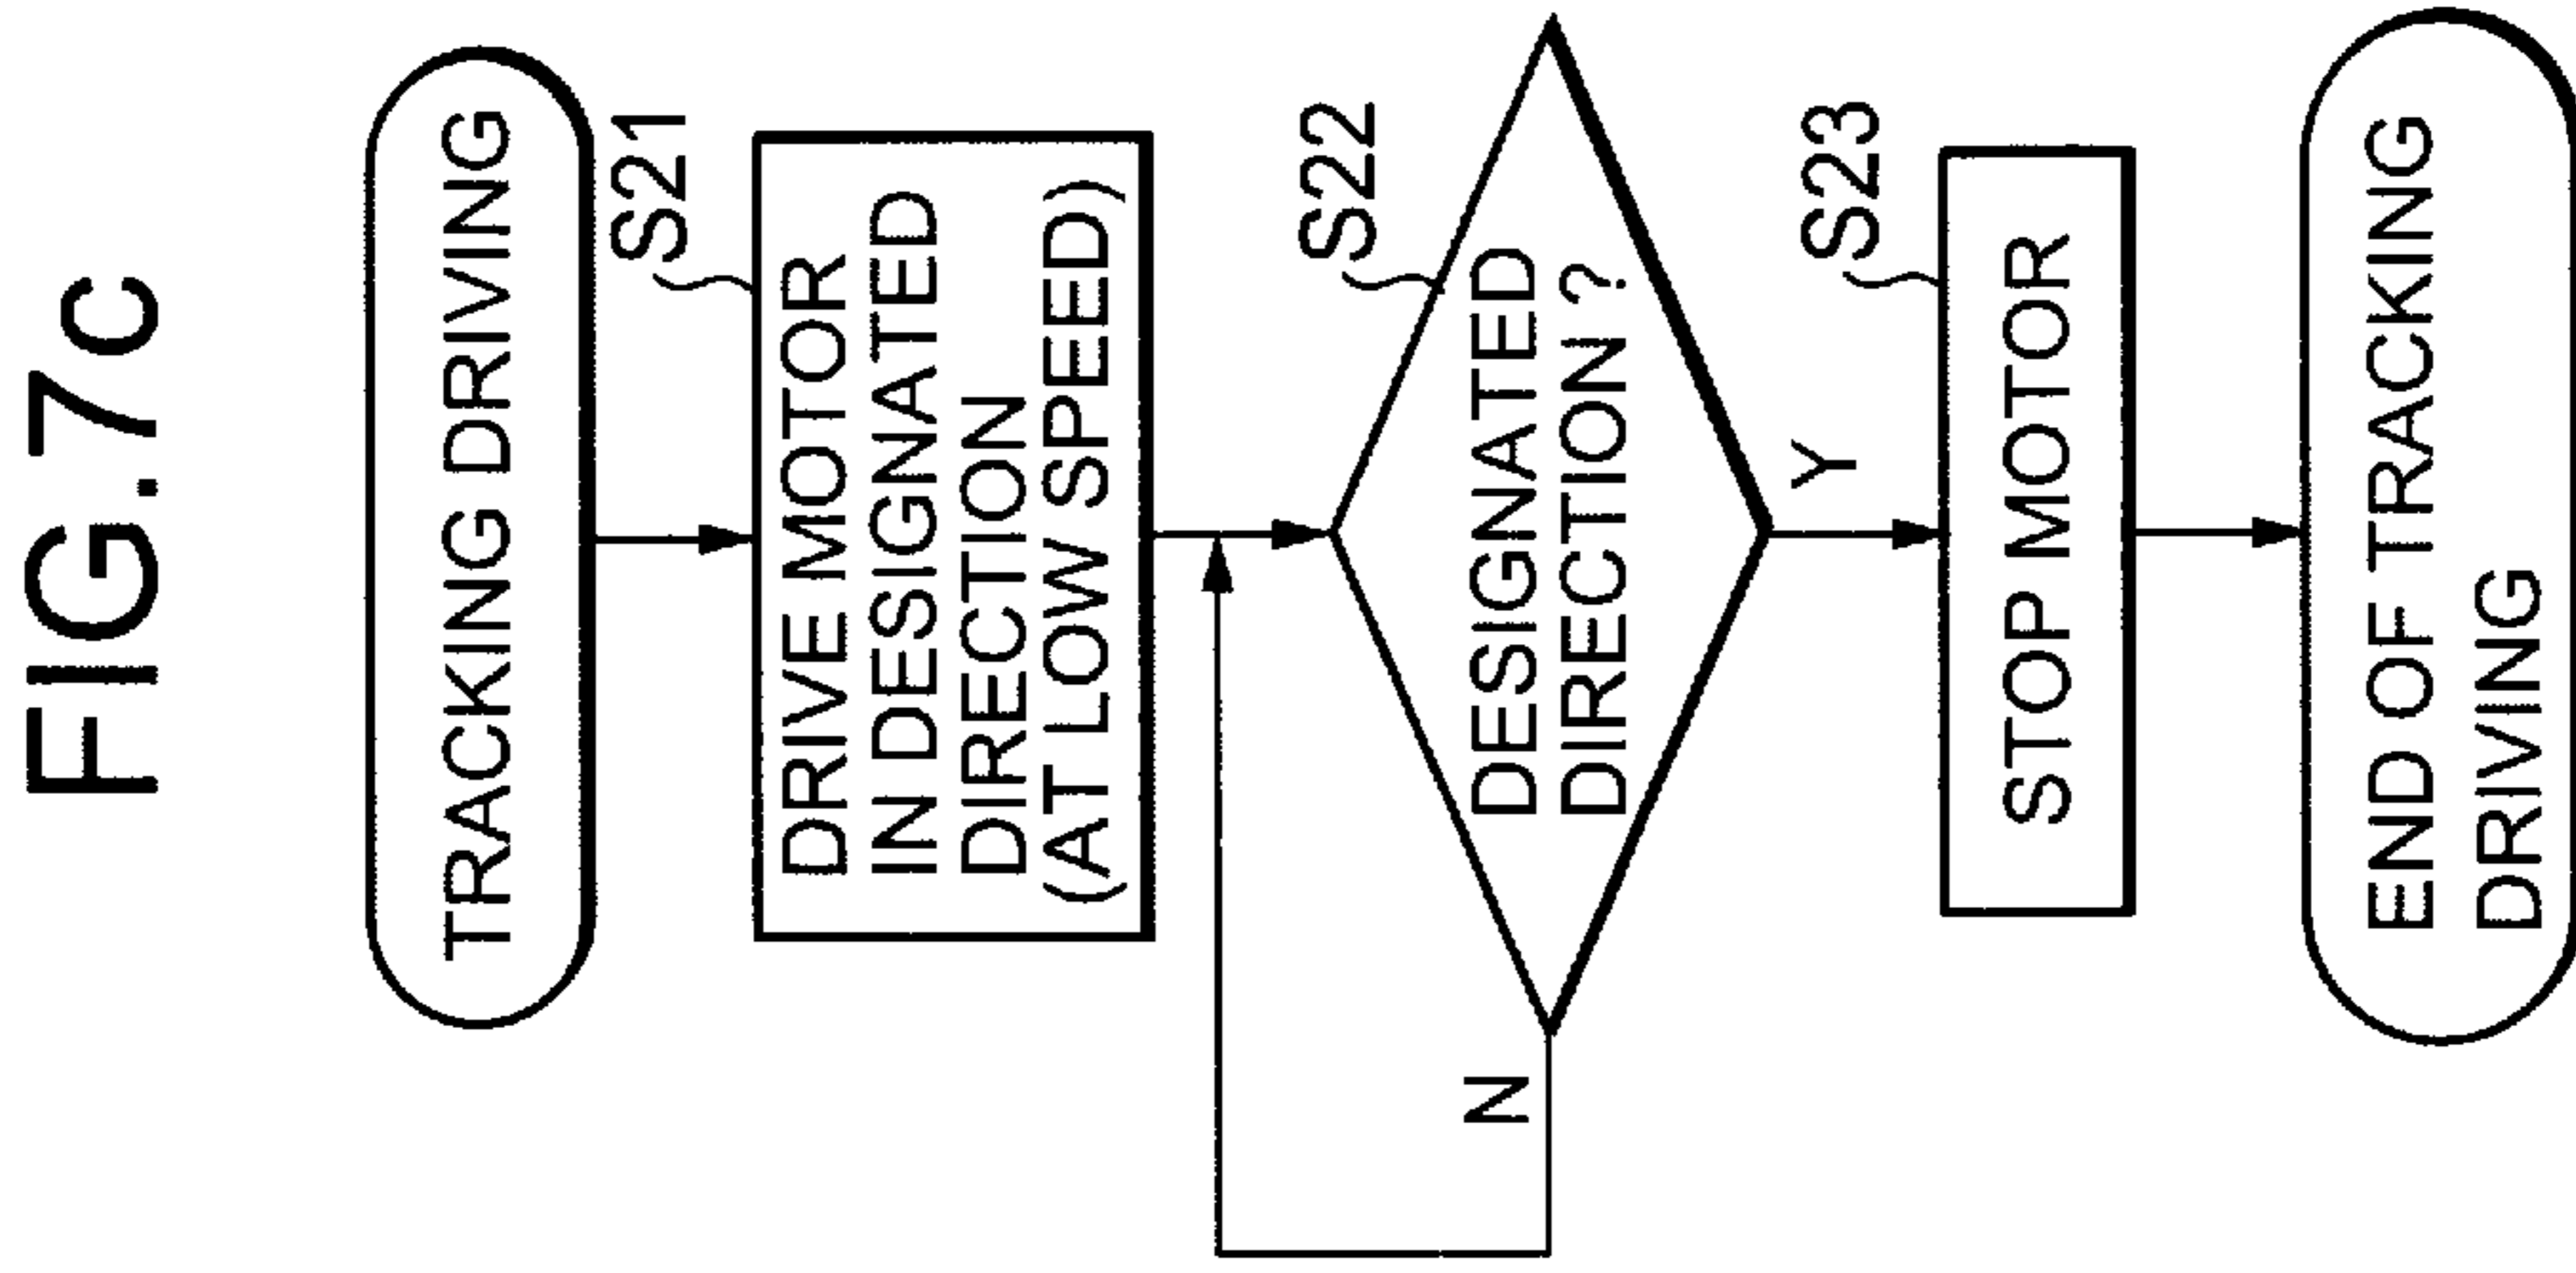 FIG.7c
TRACKING DRIVING
S21
DRIVE MOTOR
IN DESIGNATED
DIRECTION
(AT LOW SPEED)
S22
DESIGNATED
DIRECTION ?
N
Y
S23
STOP MOTOR
END OF TRACKING
DRIVING